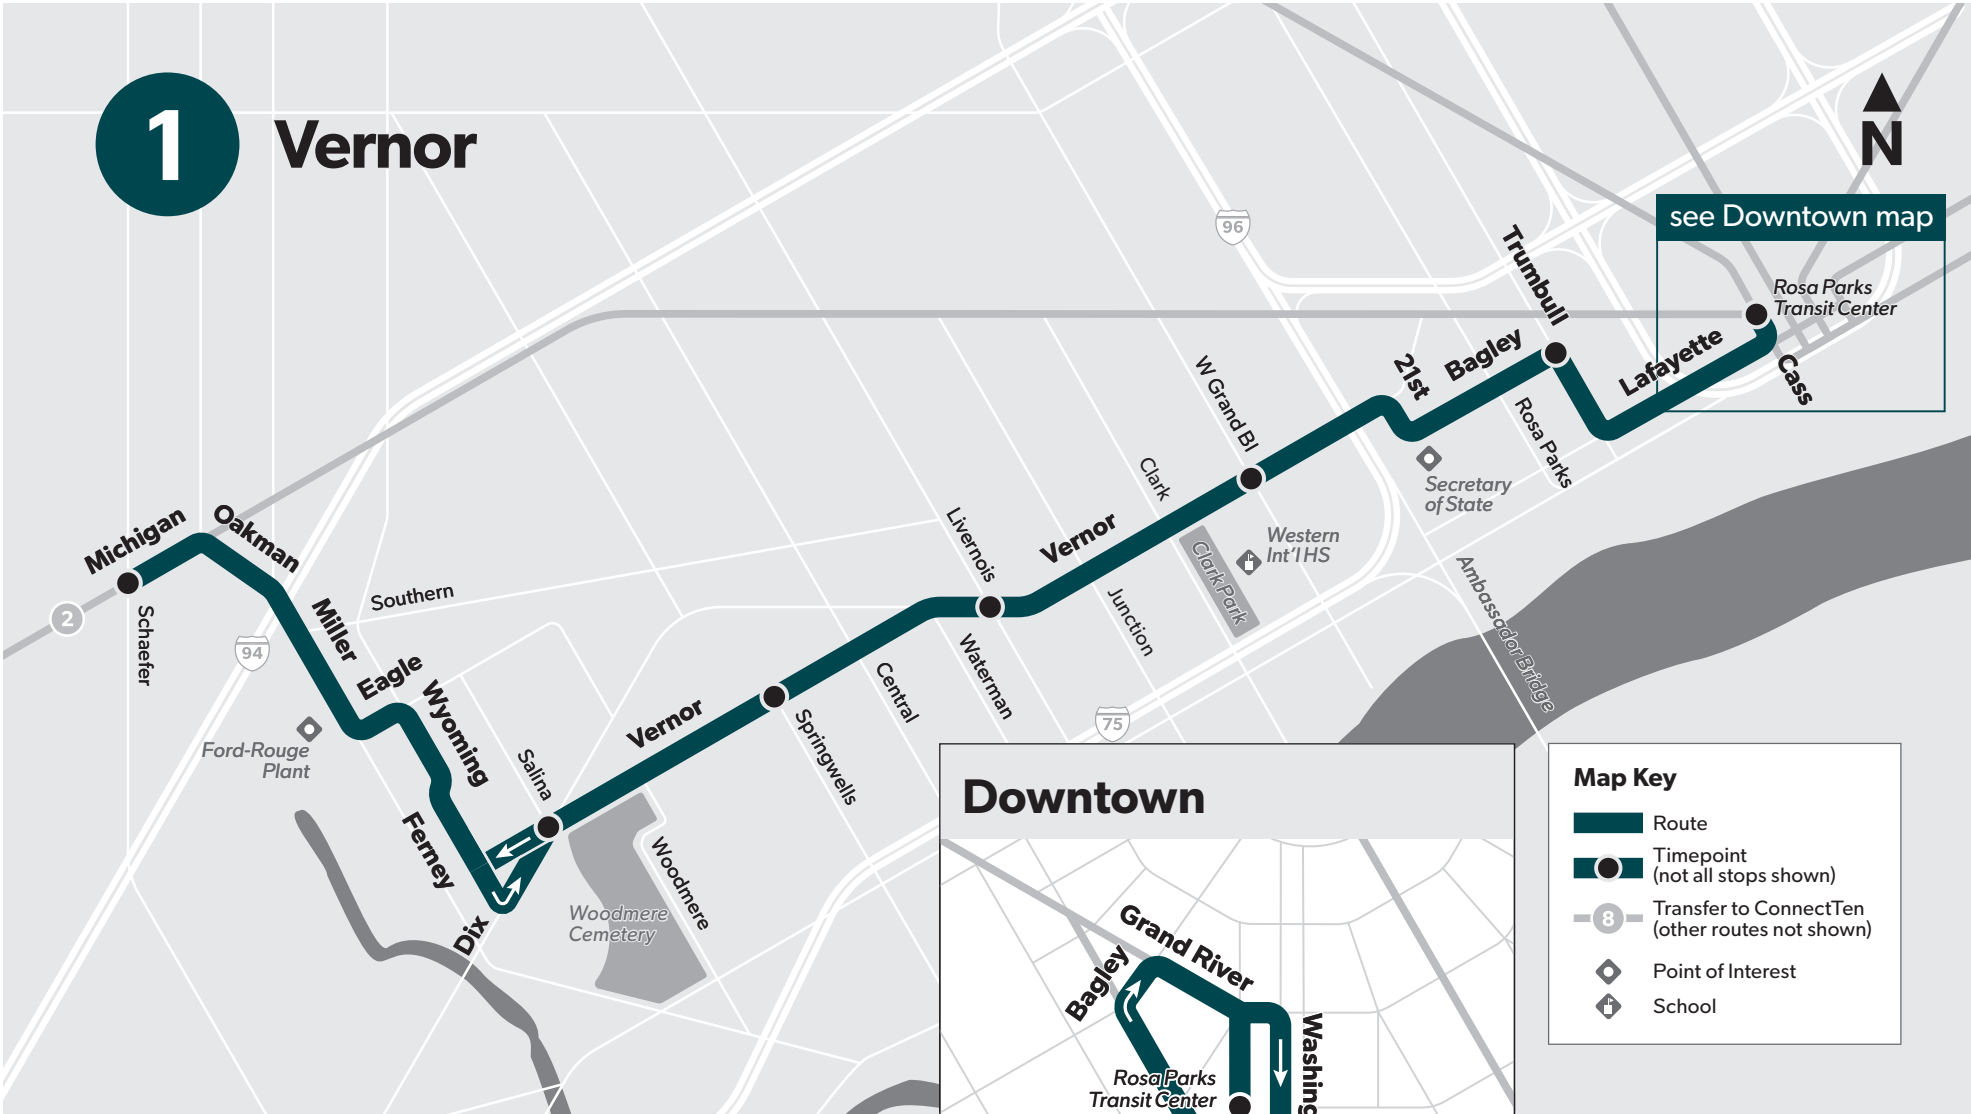 1
Vernor
N
see Downtown map
Rosa Parks
Transit Center
96
Trumbull
Bagley
21st
Lafayette
Cass
W Grand Bl
Rosa Parks
Secretary
of State
Clark
Vernor
Western
Int'l HS
Clark Park
Livernois
Junction
Ambassador Bridge
Michigan
Oakman
2
Schaefer
94
Southern
Miller
Eagle
Wyoming
Ford-Rouge
Plant
Salina
Vernor
Springwells
Central
Waterman
75
Ferney
Dix
Woodmere
Cemetery
Woodmere
Downtown
Grand River
Bagley
Rosa Parks
Transit Center
Washing
Map Key
Route
Timepoint
(not all stops shown)
8
Transfer to ConnectTen
(other routes not shown)
Point of Interest
School